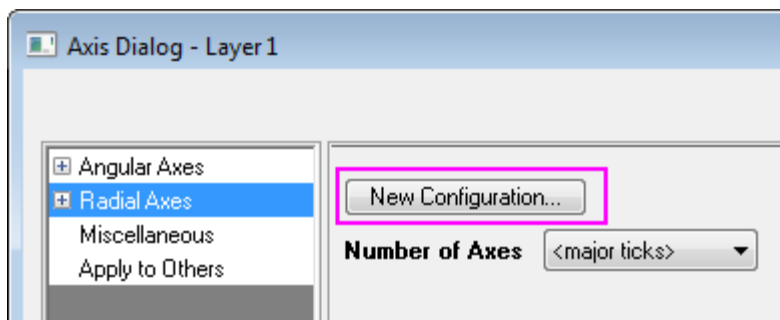 Axis Dialog - Layer 1
Angular Axes
Radial Axes
Miscellaneous
Apply to Others
New Configuration...
Number of Axes <major ticks>